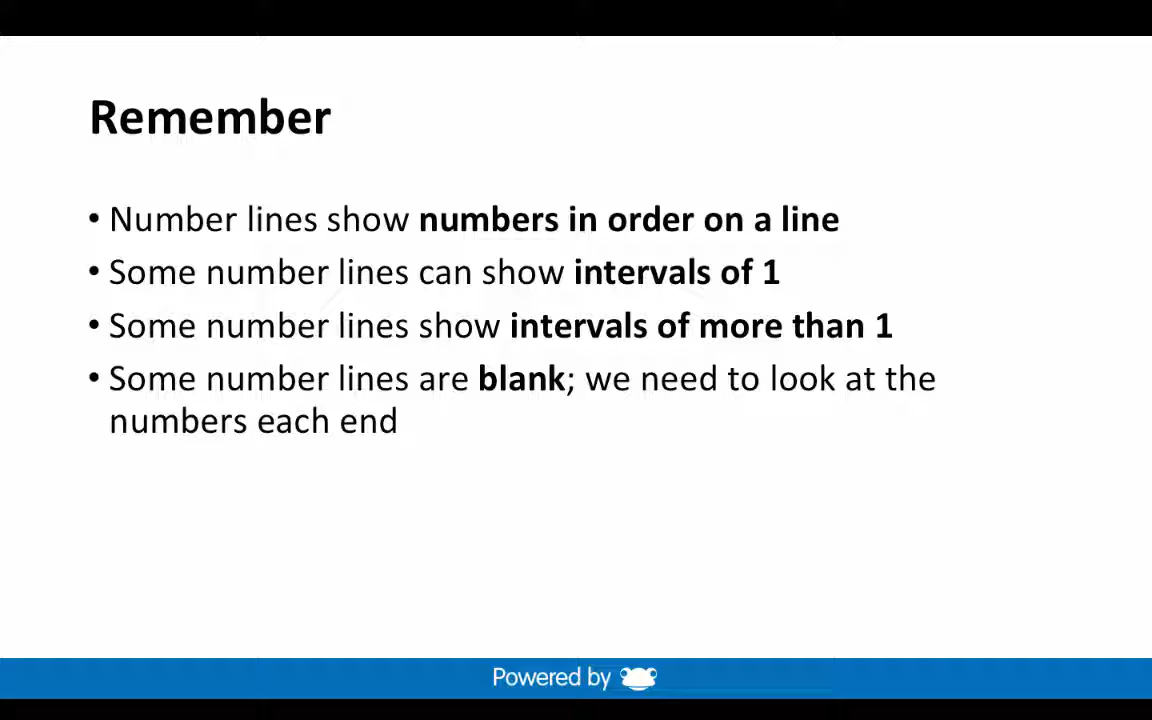 Remember
• Number lines show numbers in order on a line
• Some number lines can show intervals of 1
• Some number lines show intervals of more than 1
• Some number lines are blank; we need to look at the
numbers each end
Powered by